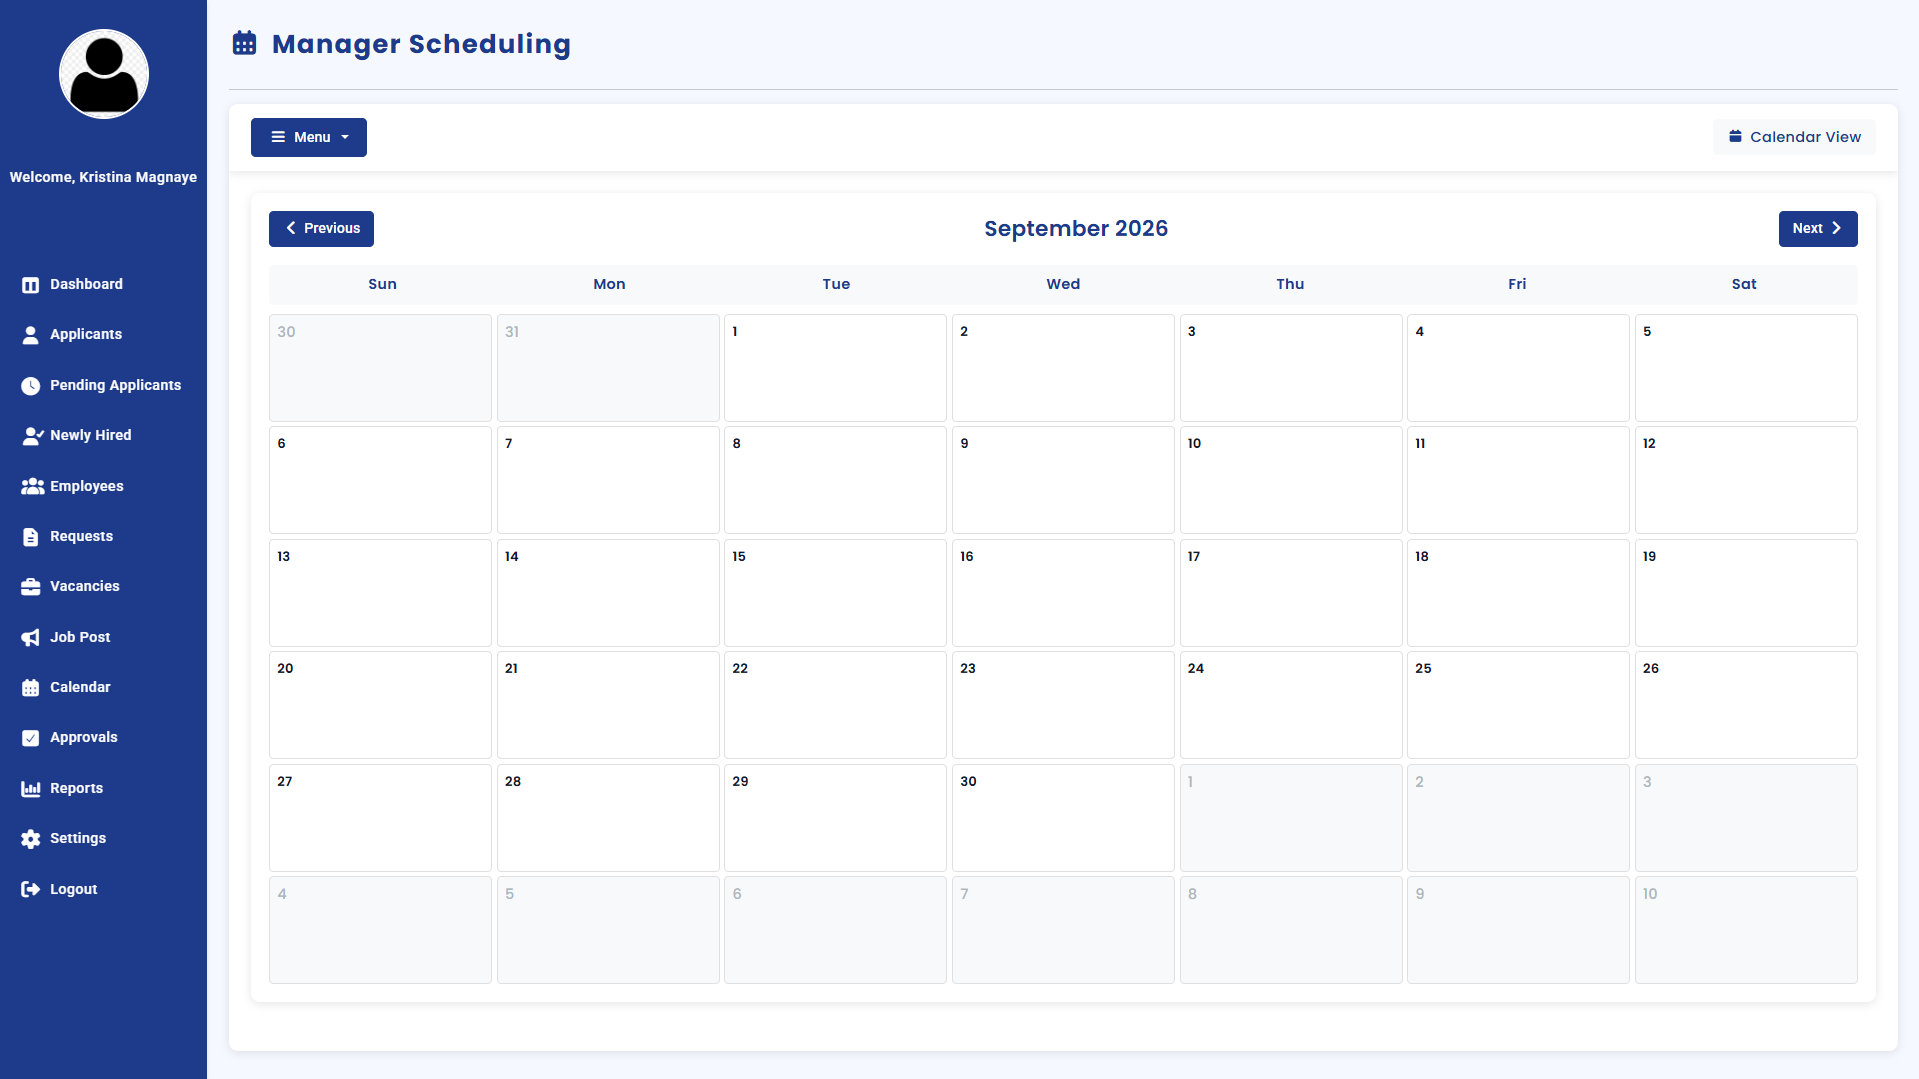 Manager Scheduling
Welcome, Kristina Magnaye
Dashboard
Applicants
Pending Applicants
Newly Hired
Employees
Requests
Vacancies
Job Post
Calendar
Approvals
Reports
Settings
Logout
Menu
Calendar View
Previous
September 2026
Next
Sun Mon Tue Wed Thu Fri Sat
30 31 1 2 3 4 5
6 7 8 9 10 11 12
13 14 15 16 17 18 19
20 21 22 23 24 25 26
27 28 29 30 1 2 3
4 5 6 7 8 9 10